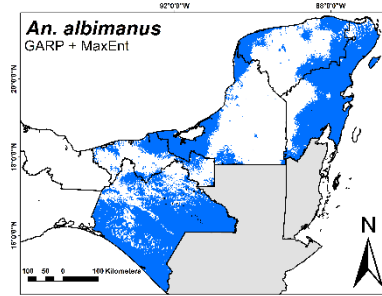 92°0'0"W 88°0'0"W
An. albimanus
GARP + MaxEnt
20°0'0"N
18°0'0"N
16°0'0"N
N
100 50 0 100 Kilometers